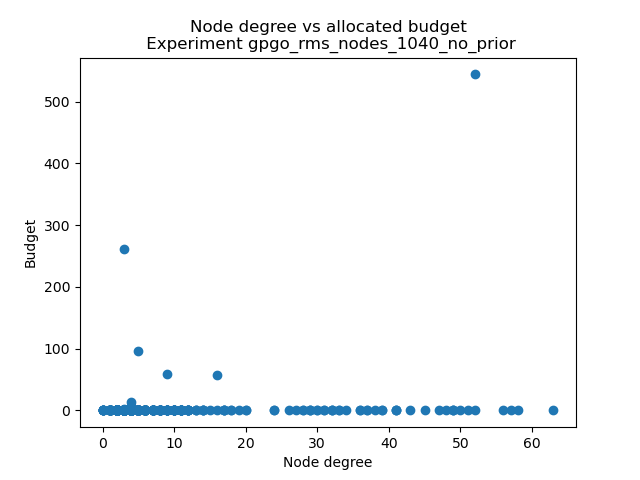 Node degree vs allocated budget
Experiment gpgo_rms_nodes_1040_no_prior
500
400
300
200
100
0
Budget
0 10 20 30 40 50 60
Node degree